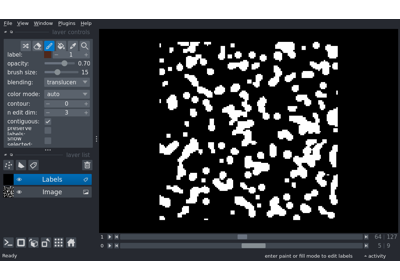 File View Window Plugins Help
layer controls
label: 1
opacity: 0.70
brush size: 15
blending: translucen
color mode: auto
contour: 0
n edit dim: 3
contiguous:
preserve labels:
show selected:
layer list
Labels
Image
1 64 127
0 5 9
Ready enter paint or fill mode to edit labels activity